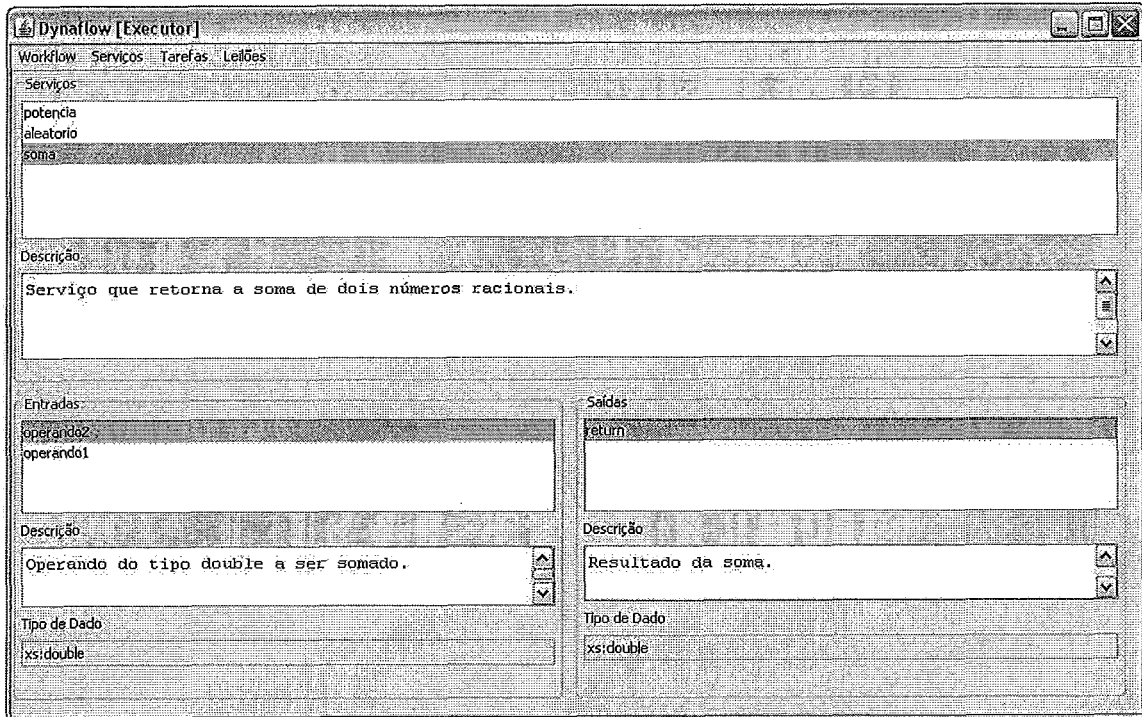 Dynaflow [Executor]
Workflow Serviços Tarefas Leilões
Serviços
potencia
aleatorio
soma
Descrição
Serviço que retorna a soma de dois números racionais.
Entradas
operando2
operando1
Descrição
Operando do tipo double a ser somado.
Tipo de Dado
xs:double
Saídas
return
Descrição
Resultado da soma.
Tipo de Dado
xs:double